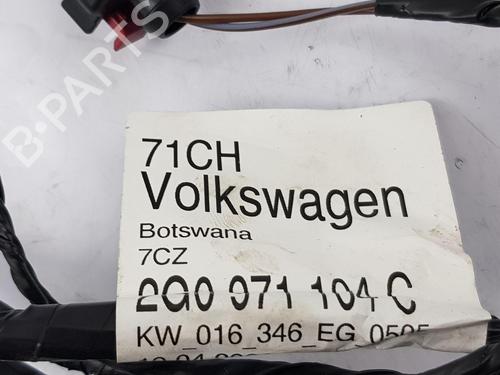 B-PARTS
71CH
Volkswagen
Botswana
7CZ
2G0 971 104 C
KW_016_346_EG_0505